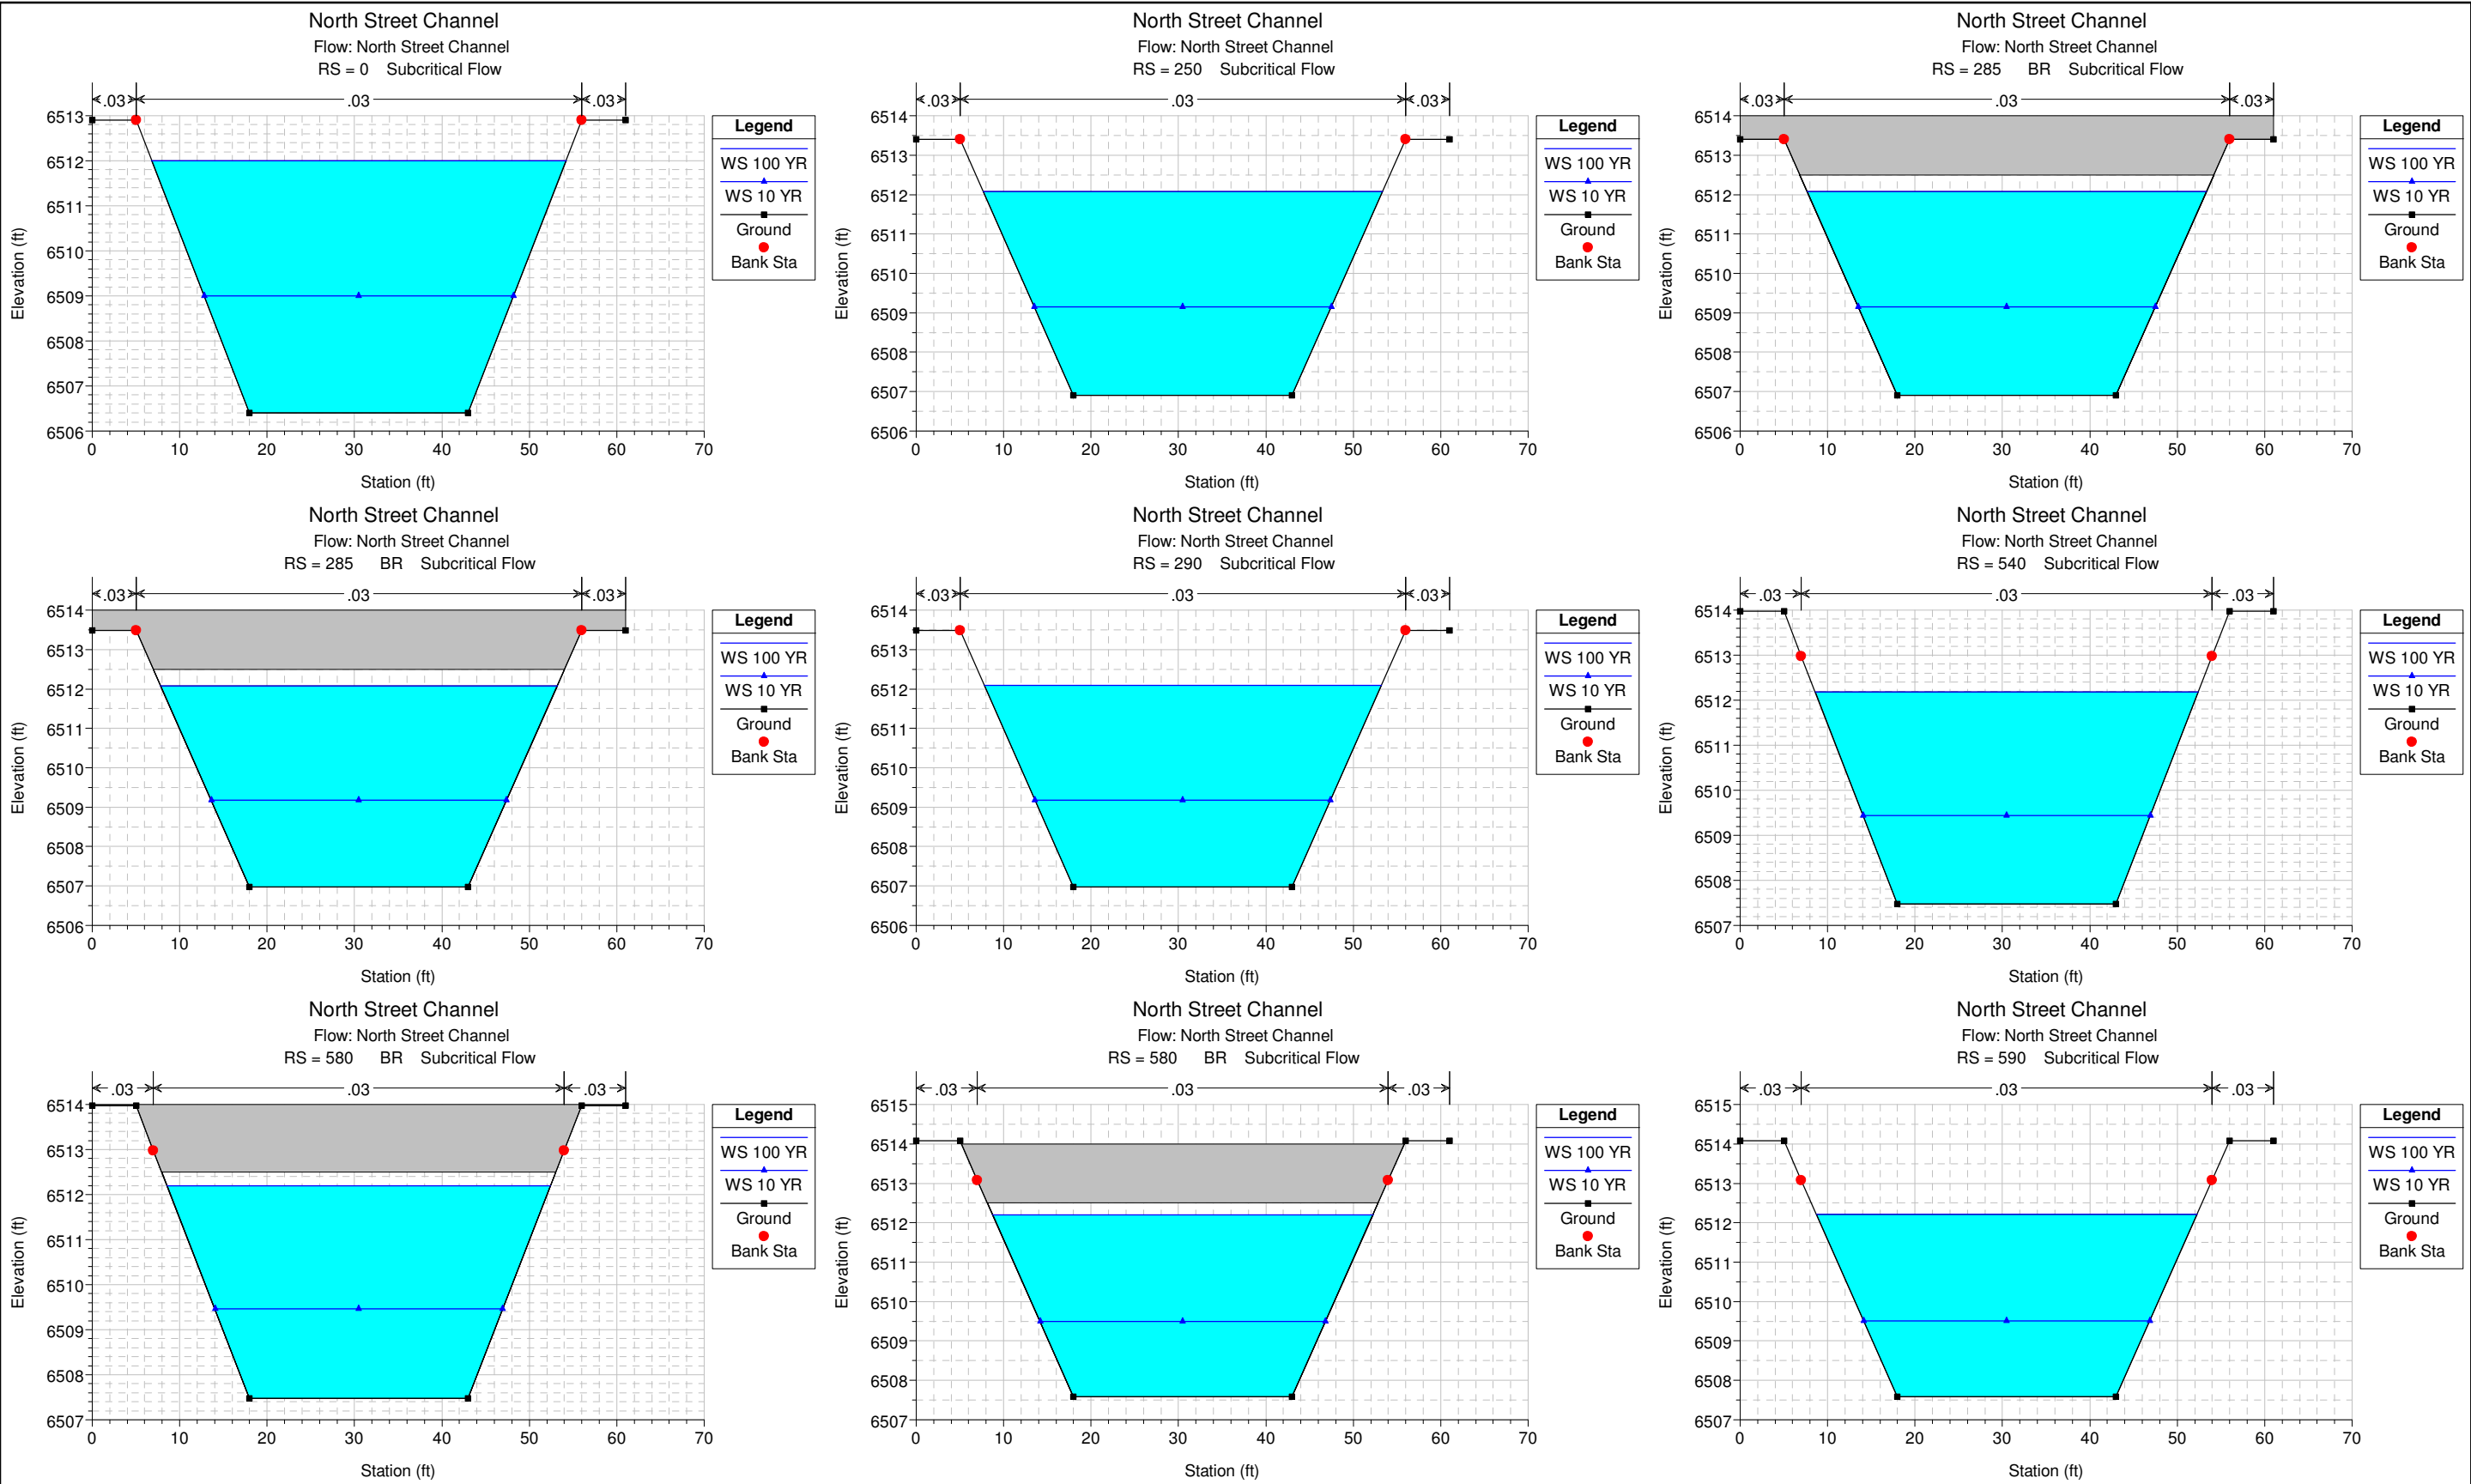 North Street Channel
Flow: North Street Channel
RS = 0 Subcritical Flow
.03 .03 .03
6513
6512
6511
6510
6509
6508
6507
6506
Elevation (ft)
0 10 20 30 40 50 60 70
Station (ft)
Legend
WS 100 YR
WS 10 YR
Ground
Bank Sta
North Street Channel
Flow: North Street Channel
RS = 250 Subcritical Flow
.03 .03 .03
6514
6513
6512
6511
6510
6509
6508
6507
6506
Elevation (ft)
0 10 20 30 40 50 60 70
Station (ft)
Legend
WS 100 YR
WS 10 YR
Ground
Bank Sta
North Street Channel
Flow: North Street Channel
RS = 285 BR Subcritical Flow
.03 .03 .03
6514
6513
6512
6511
6510
6509
6508
6507
6506
Elevation (ft)
0 10 20 30 40 50 60 70
Station (ft)
Legend
WS 100 YR
WS 10 YR
Ground
Bank Sta
North Street Channel
Flow: North Street Channel
RS = 285 BR Subcritical Flow
.03 .03 .03
6514
6513
6512
6511
6510
6509
6508
6507
6506
Elevation (ft)
0 10 20 30 40 50 60 70
Station (ft)
Legend
WS 100 YR
WS 10 YR
Ground
Bank Sta
North Street Channel
Flow: North Street Channel
RS = 290 Subcritical Flow
.03 .03 .03
6514
6513
6512
6511
6510
6509
6508
6507
6506
Elevation (ft)
0 10 20 30 40 50 60 70
Station (ft)
Legend
WS 100 YR
WS 10 YR
Ground
Bank Sta
North Street Channel
Flow: North Street Channel
RS = 540 Subcritical Flow
.03 .03 .03
6514
6513
6512
6511
6510
6509
6508
6507
Elevation (ft)
0 10 20 30 40 50 60 70
Station (ft)
Legend
WS 100 YR
WS 10 YR
Ground
Bank Sta
North Street Channel
Flow: North Street Channel
RS = 580 BR Subcritical Flow
.03 .03 .03
6514
6513
6512
6511
6510
6509
6508
6507
Elevation (ft)
0 10 20 30 40 50 60 70
Station (ft)
Legend
WS 100 YR
WS 10 YR
Ground
Bank Sta
North Street Channel
Flow: North Street Channel
RS = 580 BR Subcritical Flow
.03 .03 .03
6515
6514
6513
6512
6511
6510
6509
6508
6507
Elevation (ft)
0 10 20 30 40 50 60 70
Station (ft)
Legend
WS 100 YR
WS 10 YR
Ground
Bank Sta
North Street Channel
Flow: North Street Channel
RS = 590 Subcritical Flow
.03 .03 .03
6515
6514
6513
6512
6511
6510
6509
6508
6507
Elevation (ft)
0 10 20 30 40 50 60 70
Station (ft)
Legend
WS 100 YR
WS 10 YR
Ground
Bank Sta